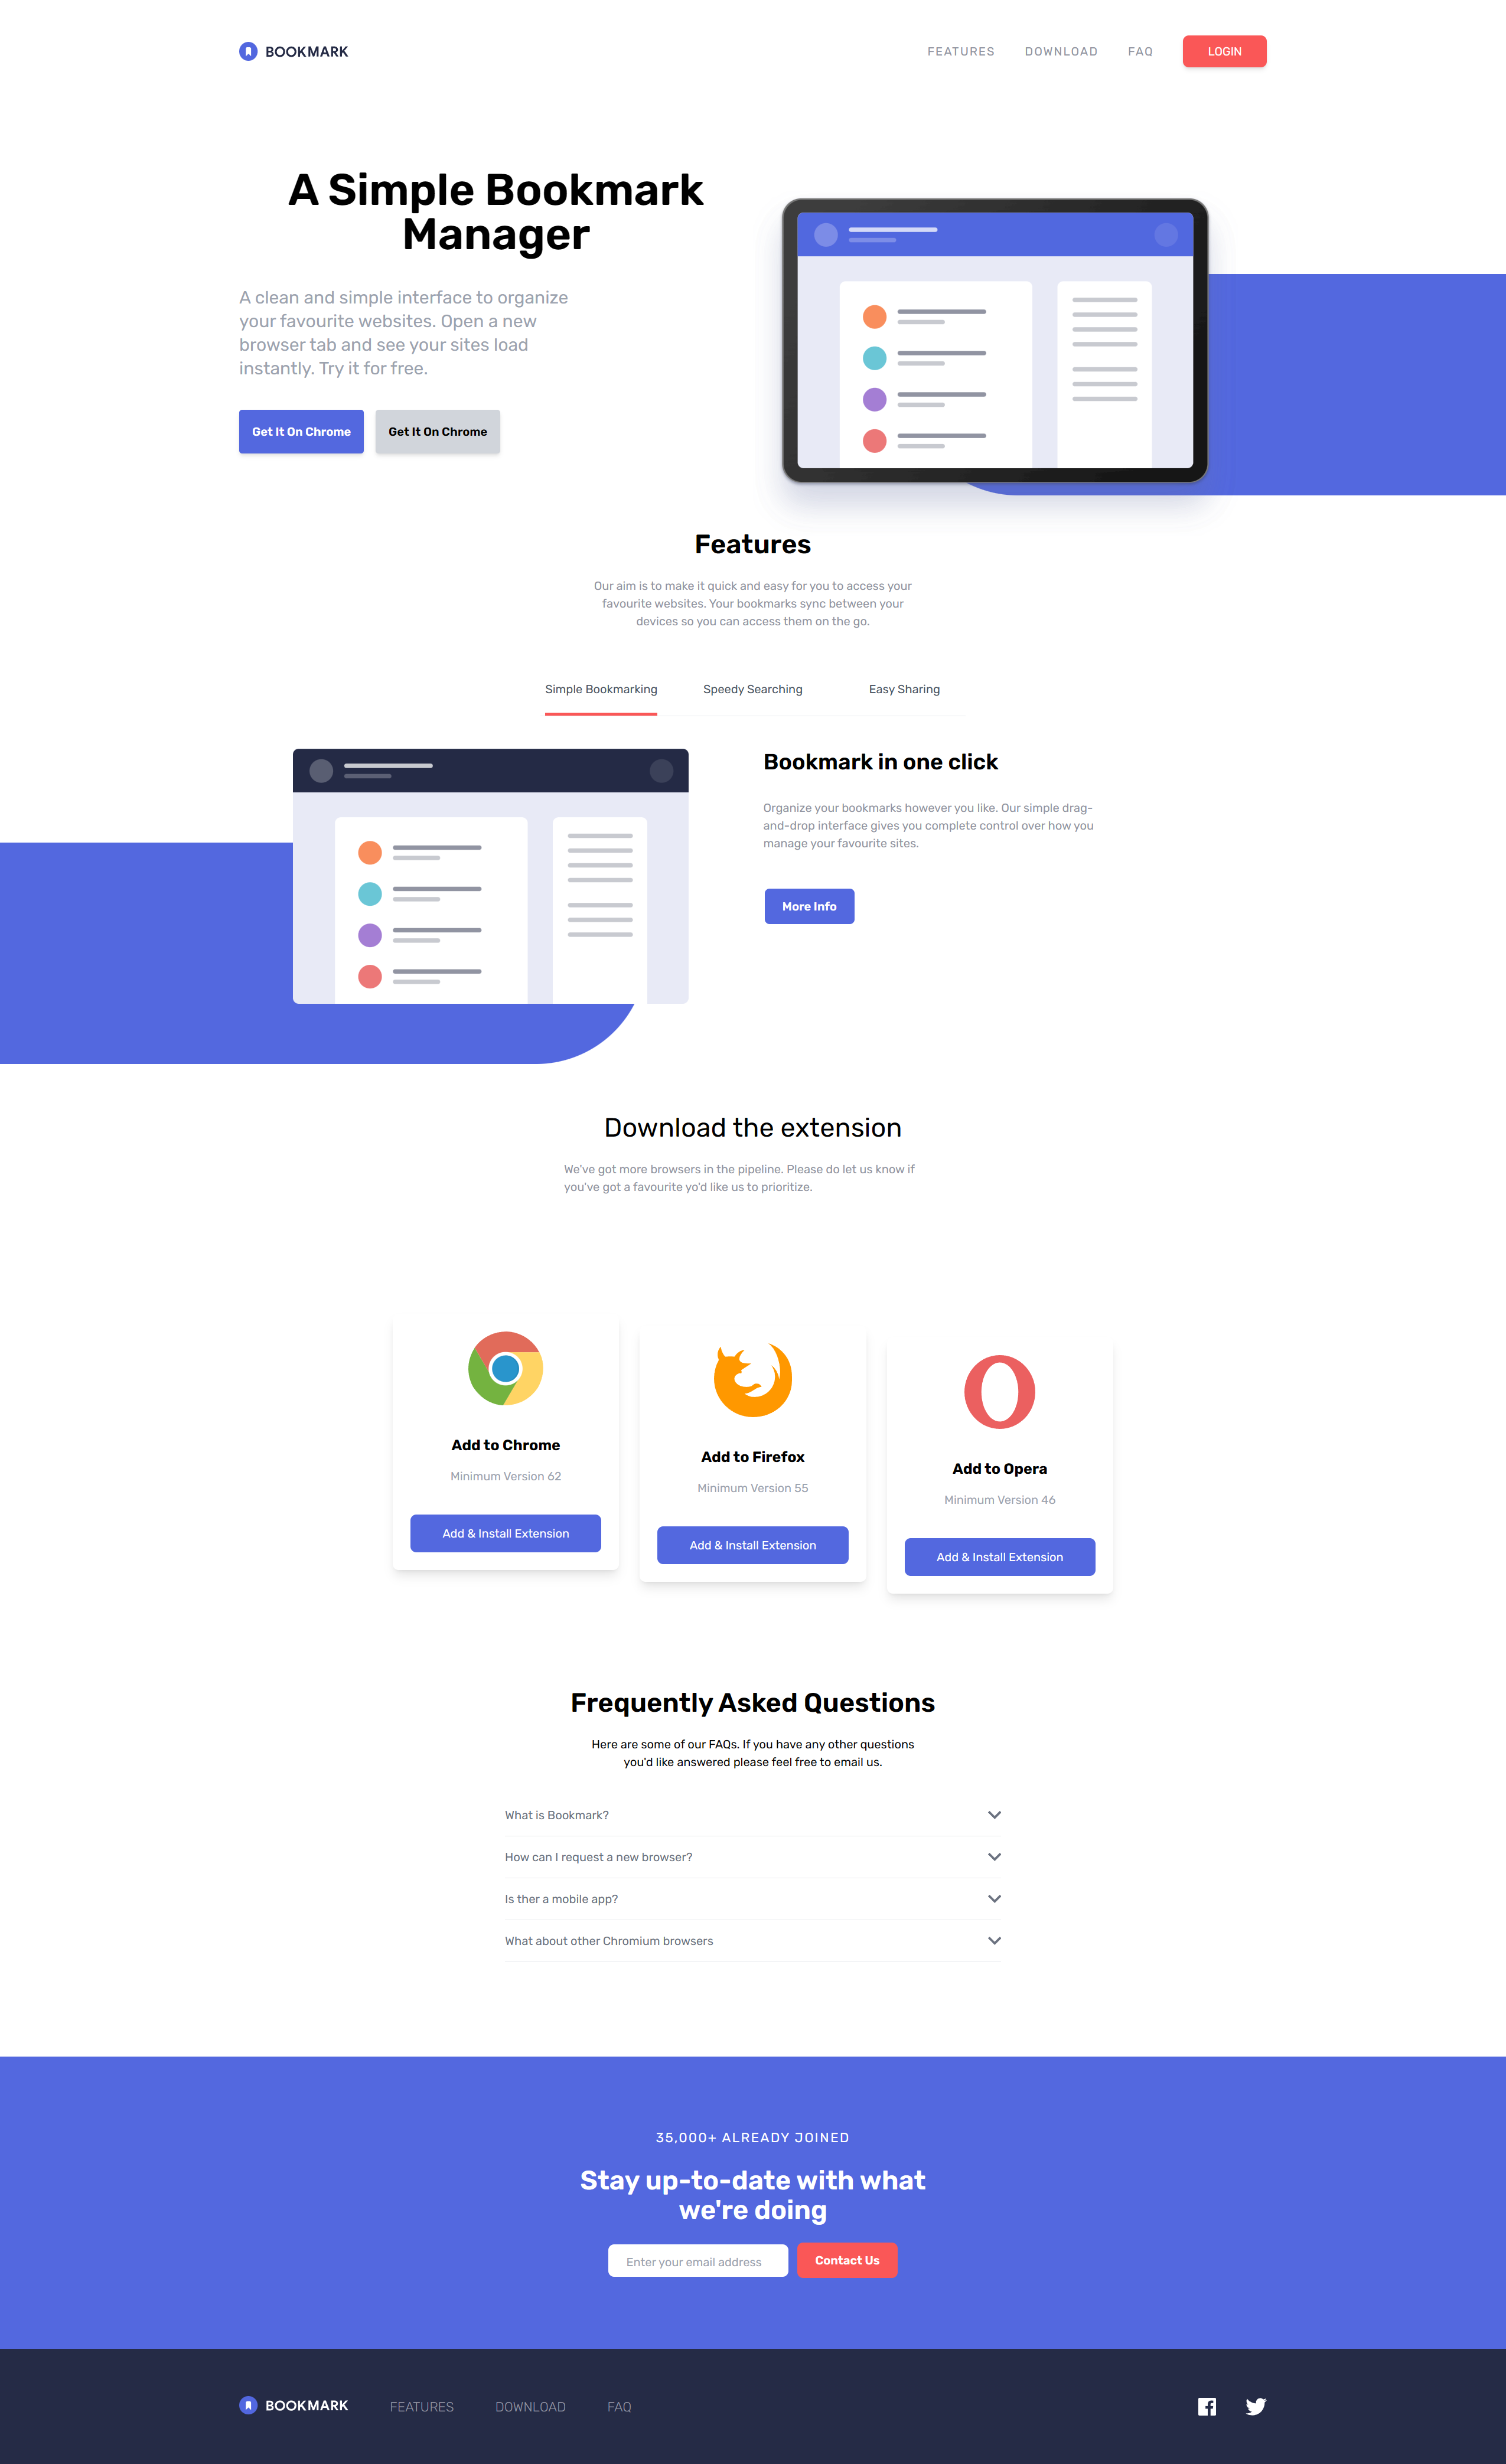 BOOKMARK
FEATURES DOWNLOAD FAQ LOGIN
A Simple Bookmark
Manager
A clean and simple interface to organize
your favourite websites. Open a new
browser tab and see your sites load
instantly. Try it for free.
Get It On Chrome
Get It On Chrome
Features
Our aim is to make it quick and easy for you to access your
favourite websites. Your bookmarks sync between your
devices so you can access them on the go.
Simple Bookmarking
Speedy Searching
Easy Sharing
Bookmark in one click
Organize your bookmarks however you like. Our simple drag-
and-drop interface gives you complete control over how you
manage your favourite sites.
More Info
Download the extension
We've got more browsers in the pipeline. Please do let us know if
you've got a favourite yo'd like us to prioritize.
Add to Chrome
Minimum Version 62
Add & Install Extension
Add to Firefox
Minimum Version 55
Add & Install Extension
Add to Opera
Minimum Version 46
Add & Install Extension
Frequently Asked Questions
Here are some of our FAQs. If you have any other questions
you'd like answered please feel free to email us.
What is Bookmark?
How can I request a new browser?
Is ther a mobile app?
What about other Chromium browsers
35,000+ ALREADY JOINED
Stay up-to-date with what
we're doing
Enter your email address
Contact Us
BOOKMARK
FEATURES DOWNLOAD FAQ